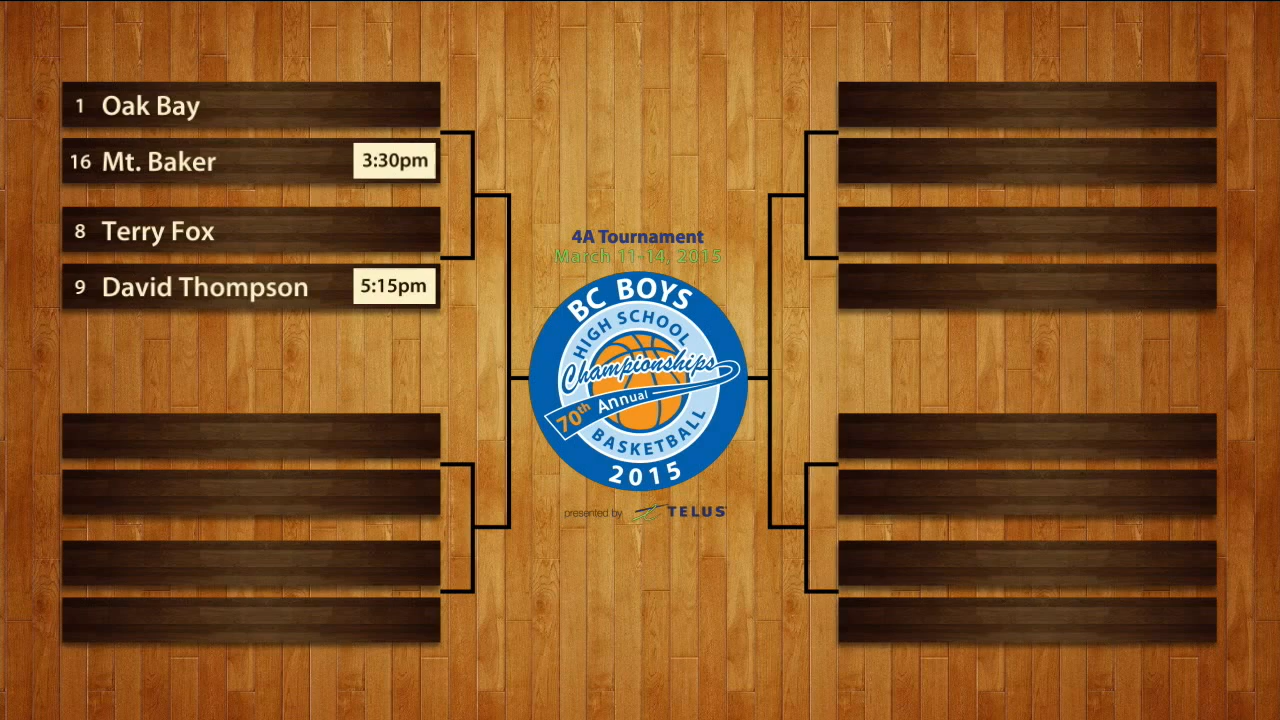 1 Oak Bay
16 Mt. Baker 3:30pm
8 Terry Fox
9 David Thompson 5:15pm
4A Tournament
March 11-14, 2015
BC BOYS
HIGH SCHOOL
Championships
70th Annual
BASKETBALL
2015
presented by TELUS